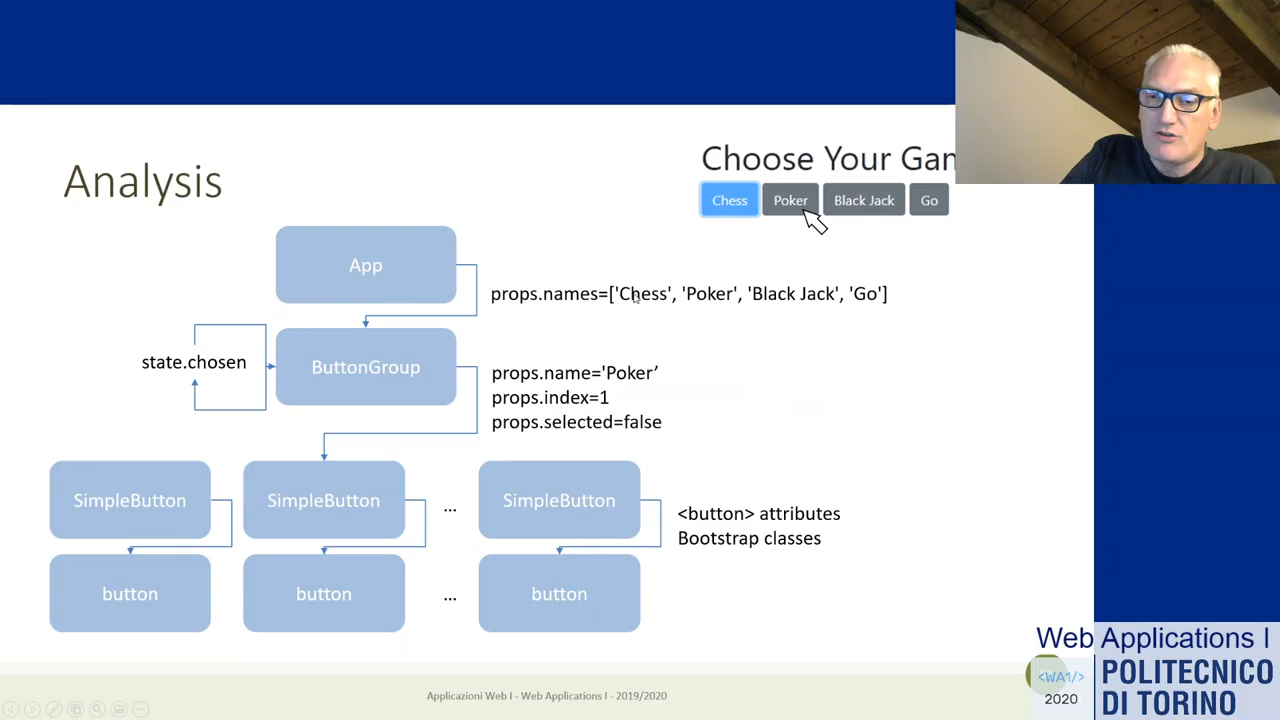 Choose Your Gam
Chess Poker Black Jack Go
Analysis
App
props.names=['Chess', 'Poker', 'Black Jack', 'Go']
state.chosen
ButtonGroup
props.name='Poker’
props.index=1
props.selected=false
SimpleButton SimpleButton ... SimpleButton
<button> attributes
Bootstrap classes
button button ... button
Web Applications I
<WA1/>
2020
POLITECNICO
DI TORINO
Applicazioni Web I - Web Applications I - 2019/2020